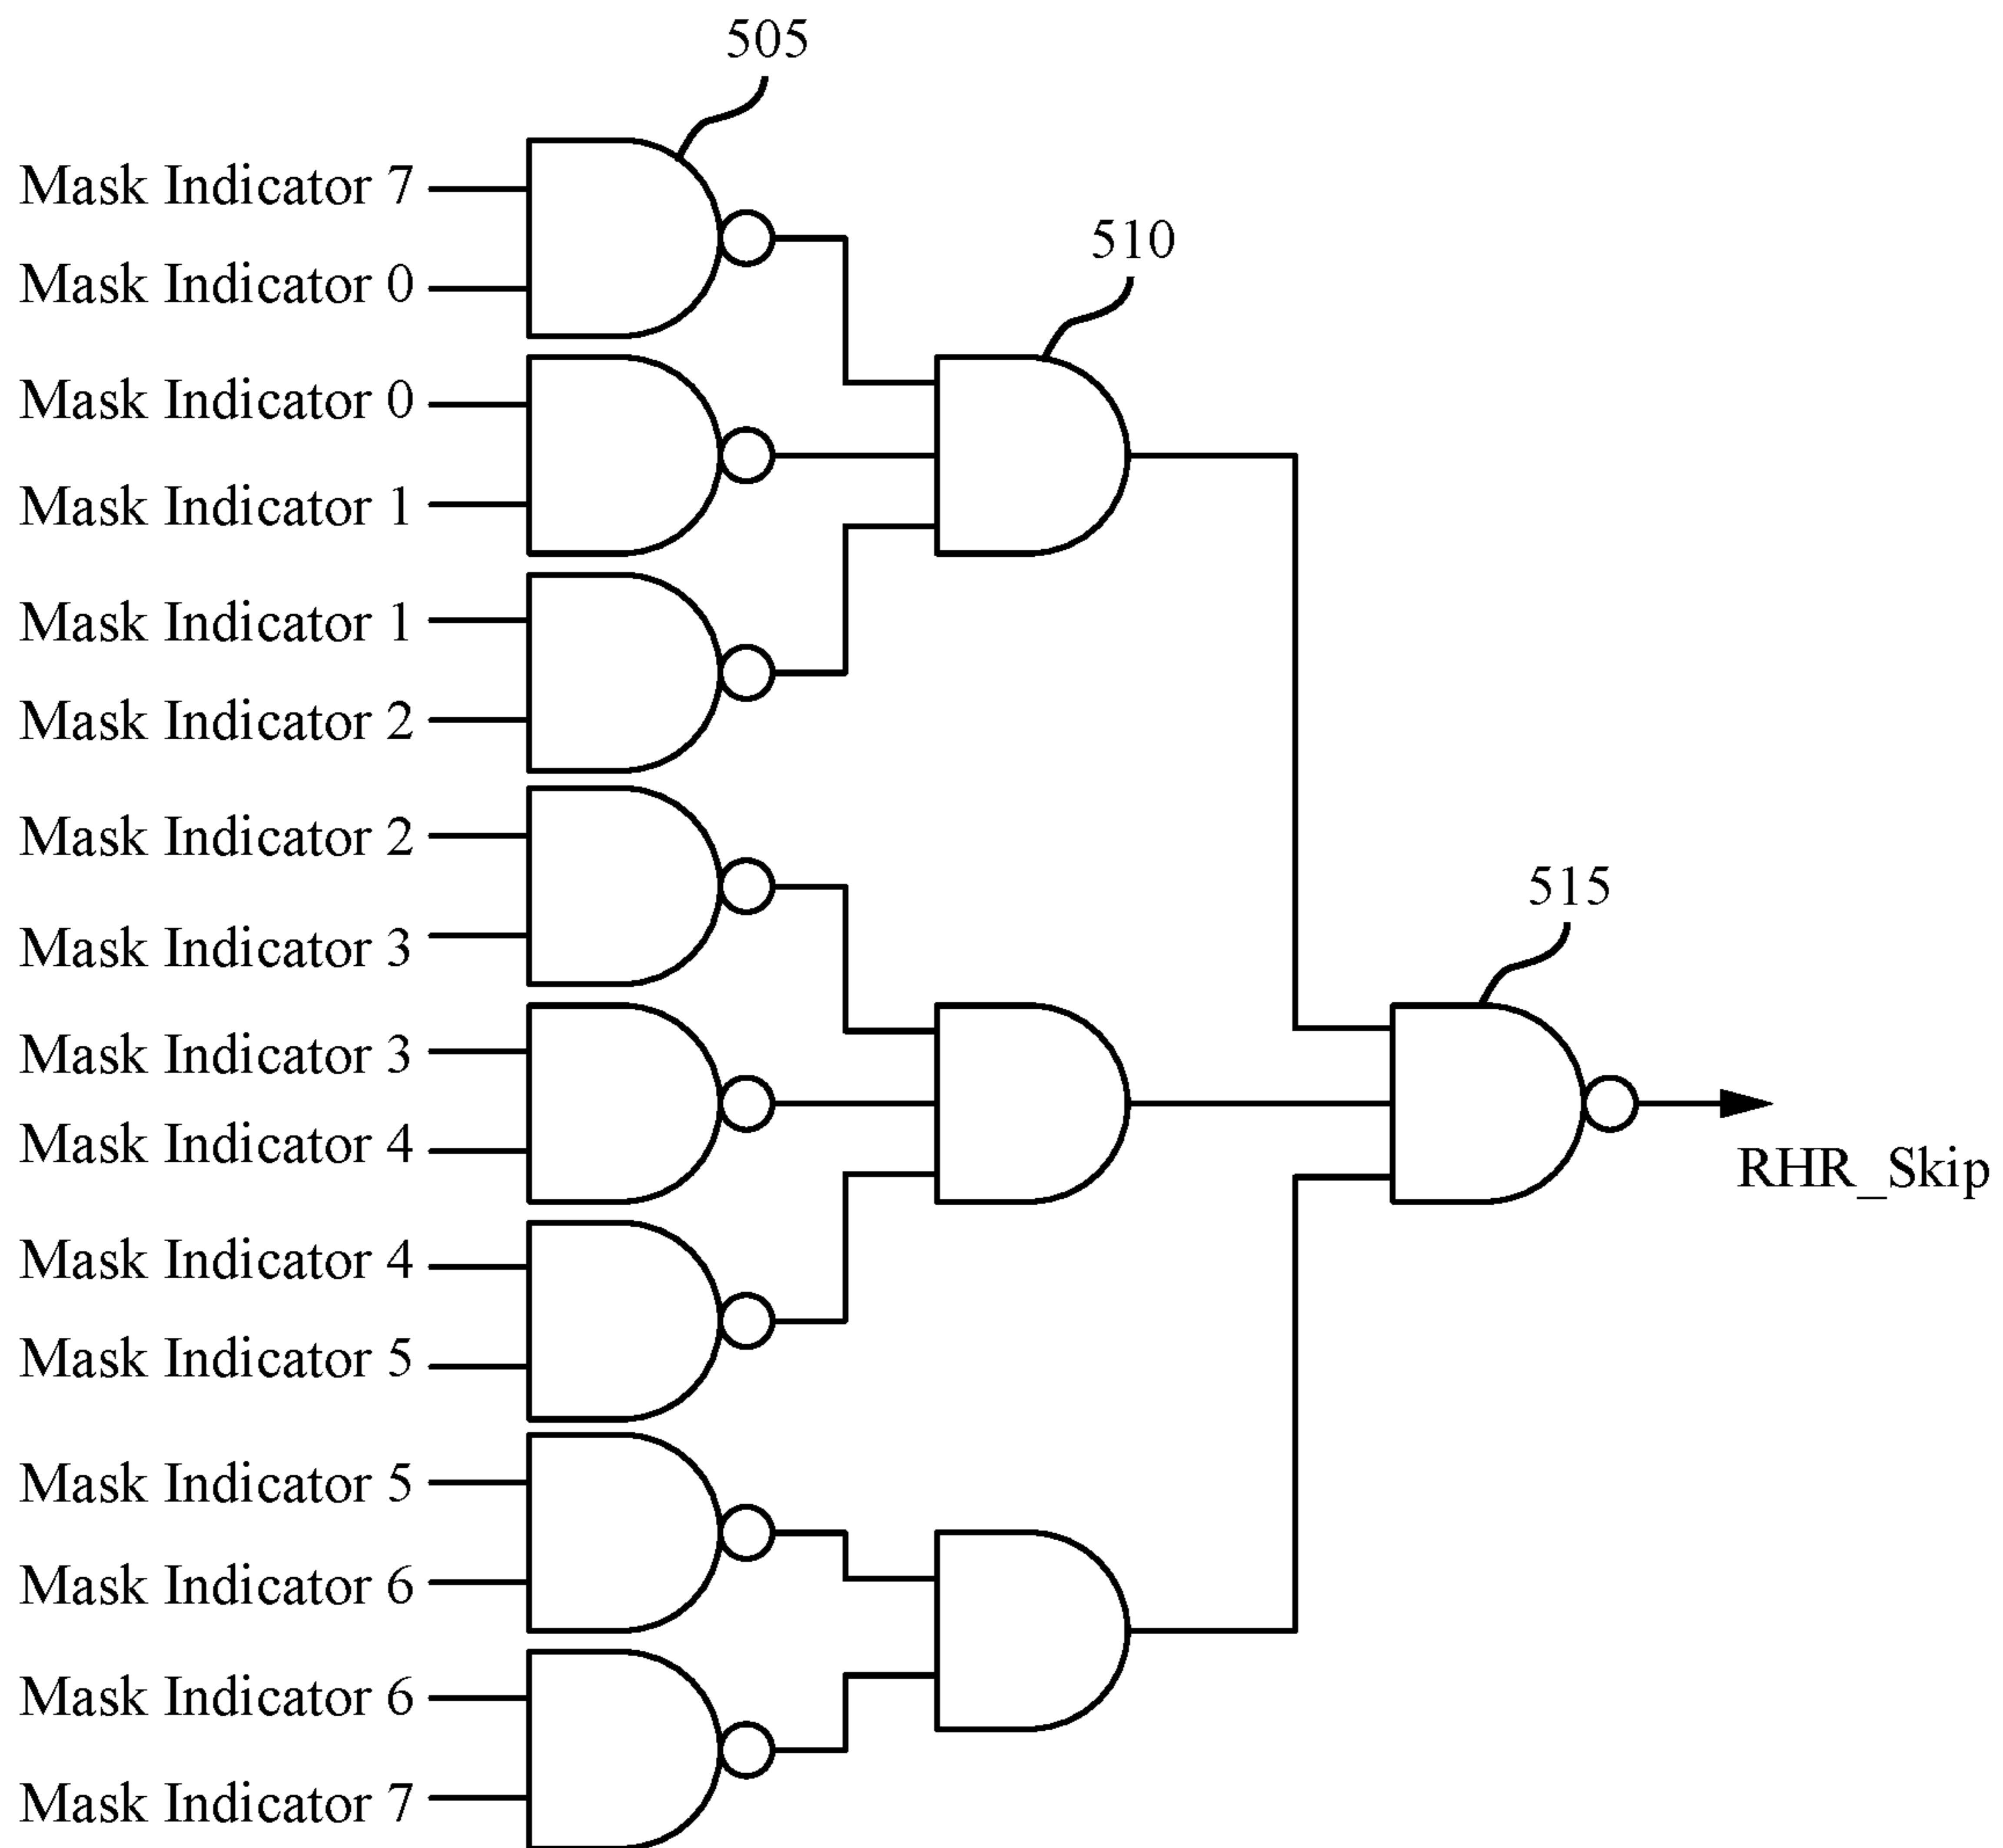 505
Mask Indicator 7
510
Mask Indicator 0
Mask Indicator 0
Mask Indicator 1
Mask Indicator 1
Mask Indicator 2
Mask Indicator 2
515
Mask Indicator 3
Mask Indicator 3
Mask Indicator 4
RHR_Skip
Mask Indicator 4
Mask Indicator 5
Mask Indicator 5
Mask Indicator 6
Mask Indicator 6
Mask Indicator 7